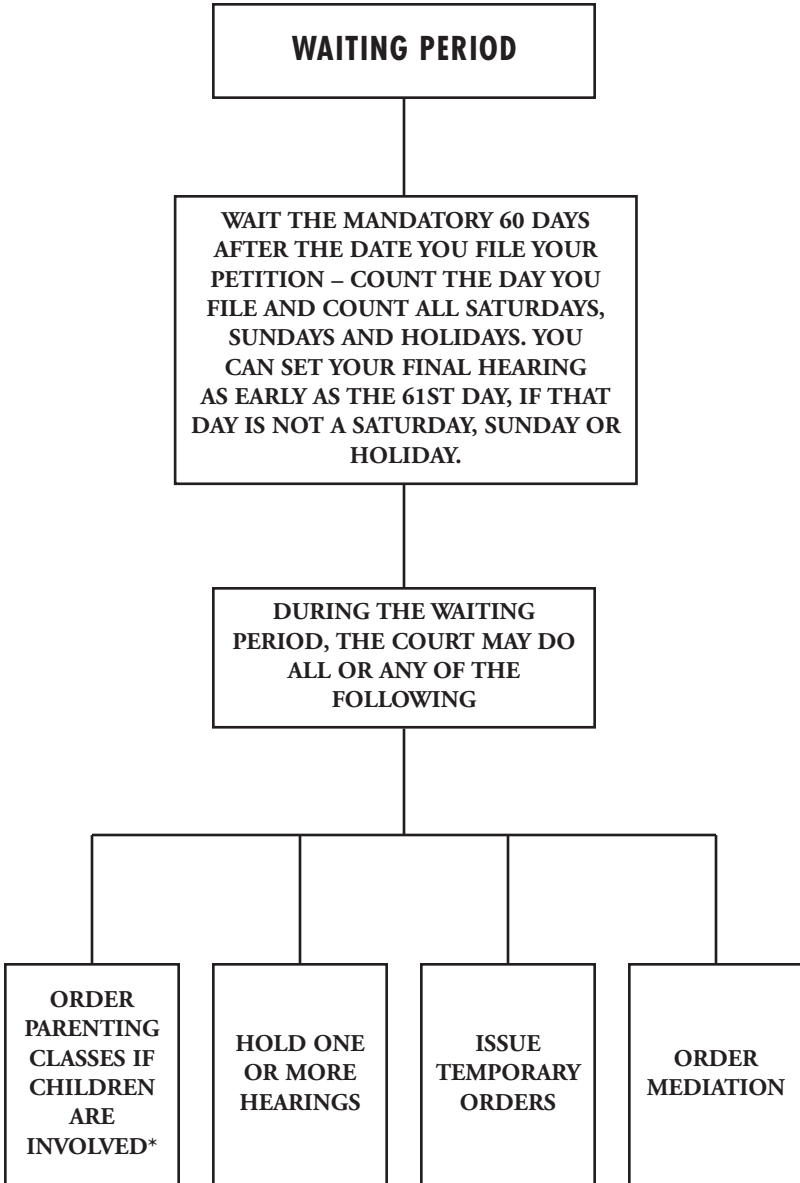 WAITING PERIOD
WAIT THE MANDATORY 60 DAYS
AFTER THE DATE YOU FILE YOUR
PETITION – COUNT THE DAY YOU
FILE AND COUNT ALL SATURDAYS,
SUNDAYS AND HOLIDAYS. YOU
CAN SET YOUR FINAL HEARING
AS EARLY AS THE 61ST DAY, IF THAT
DAY IS NOT A SATURDAY, SUNDAY OR
HOLIDAY.
DURING THE WAITING
PERIOD, THE COURT MAY DO
ALL OR ANY OF THE
FOLLOWING
ORDER
PARENTING
CLASSES IF
CHILDREN
ARE
INVOLVED*
HOLD ONE
OR MORE
HEARINGS
ISSUE
TEMPORARY
ORDERS
ORDER
MEDIATION